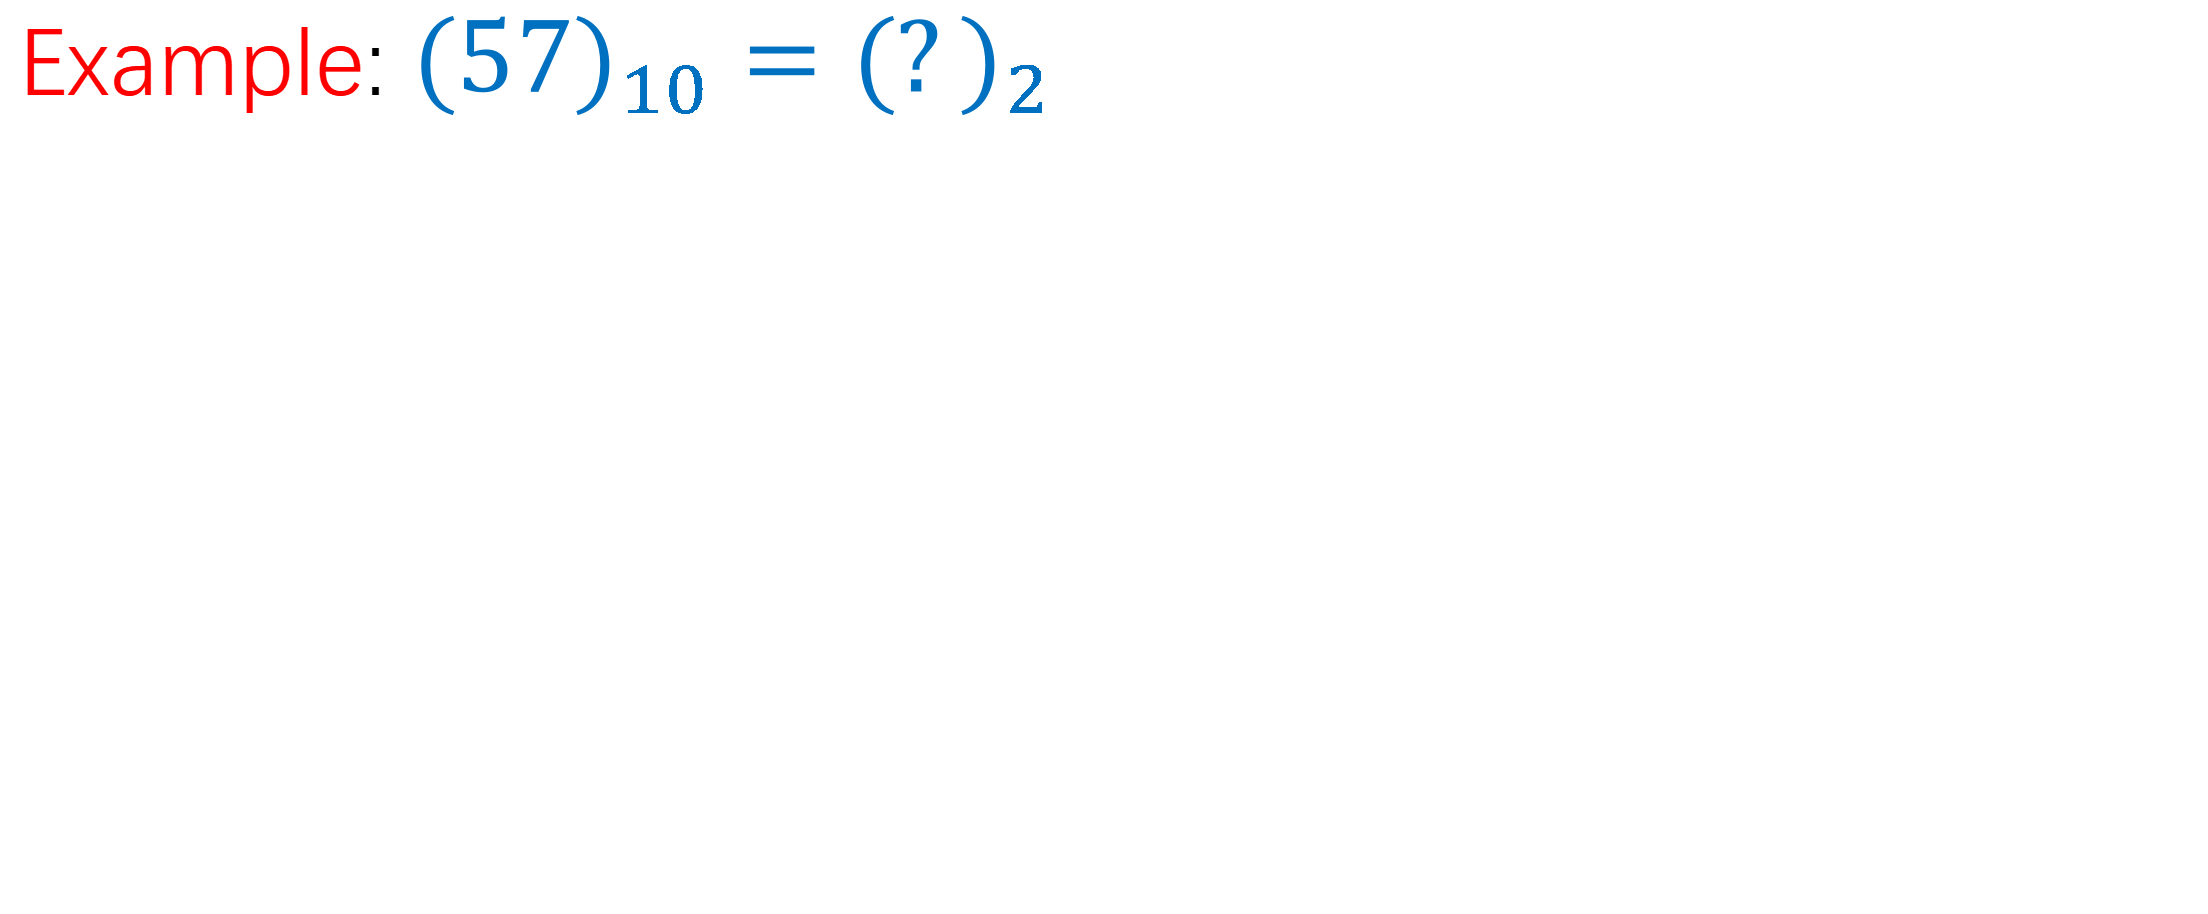 Example: (57)₁₀ = (? )₂